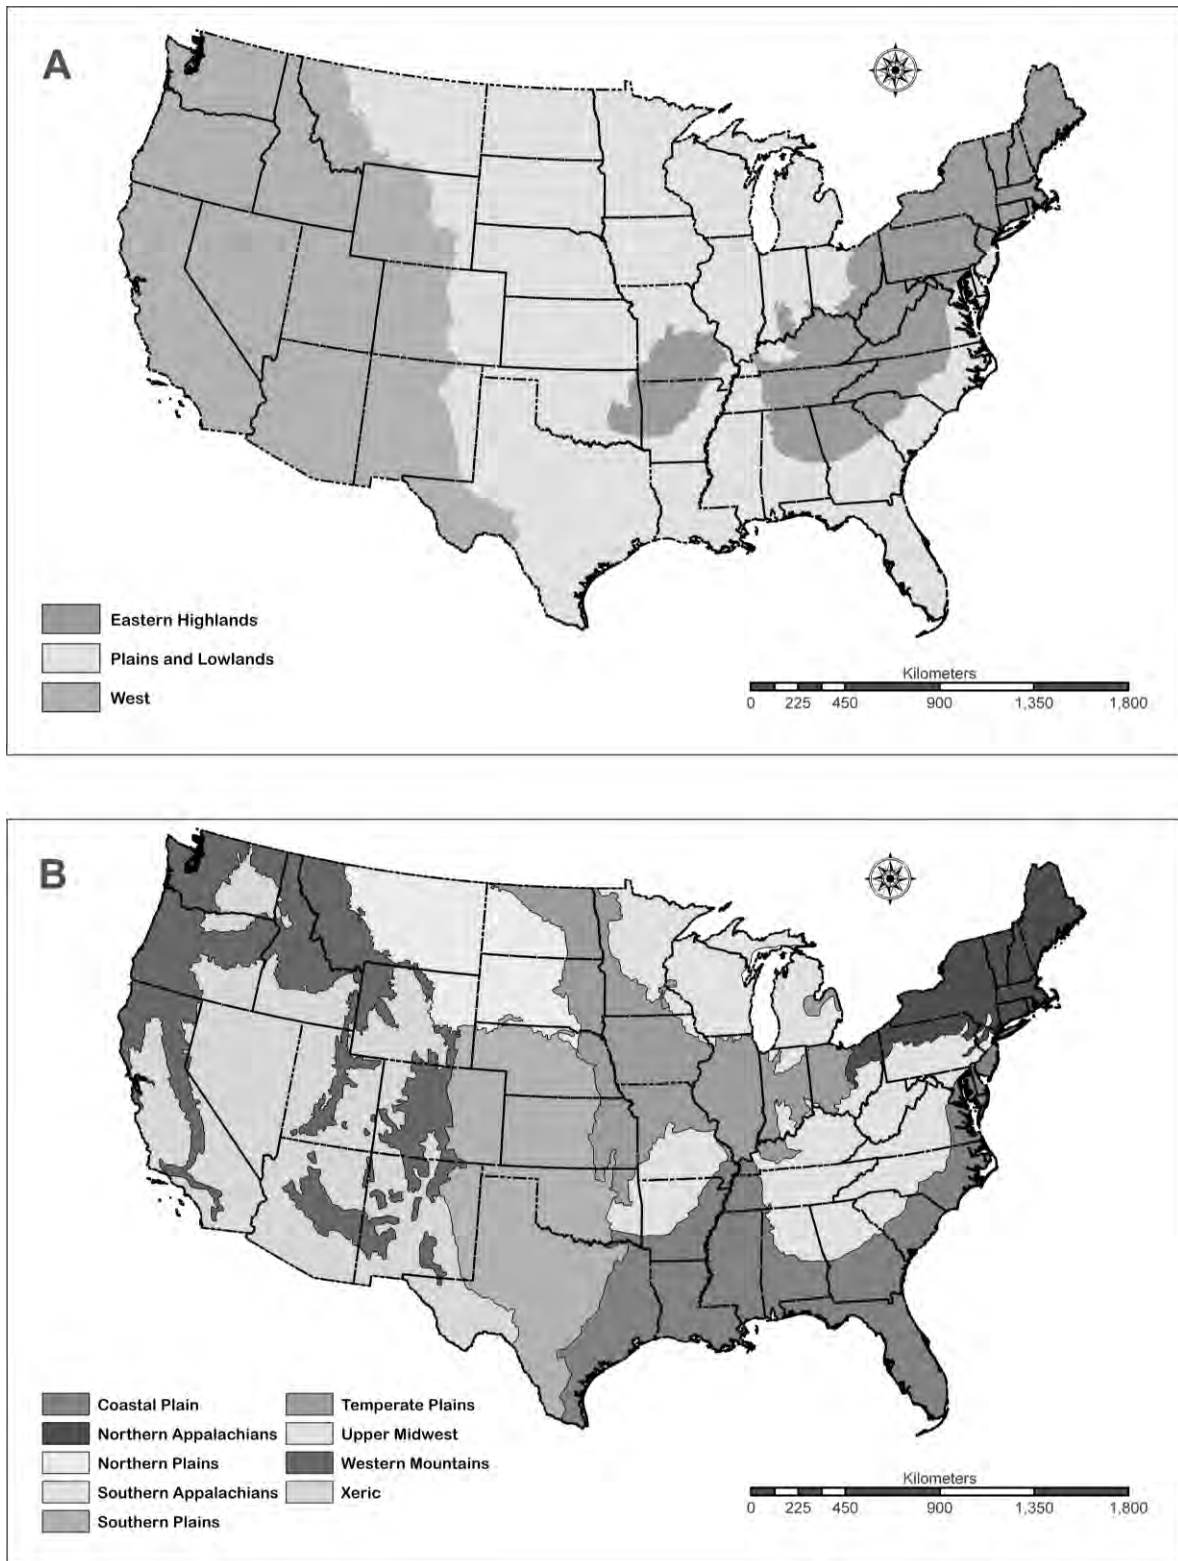 A
Eastern Highlands
Plains and Lowlands
West
Kilometers
0 225 450 900 1,350 1,800
B
Coastal Plain
Northern Appalachians
Northern Plains
Southern Appalachians
Southern Plains
Temperate Plains
Upper Midwest
Western Mountains
Xeric
Kilometers
0 225 450 900 1,350 1,800